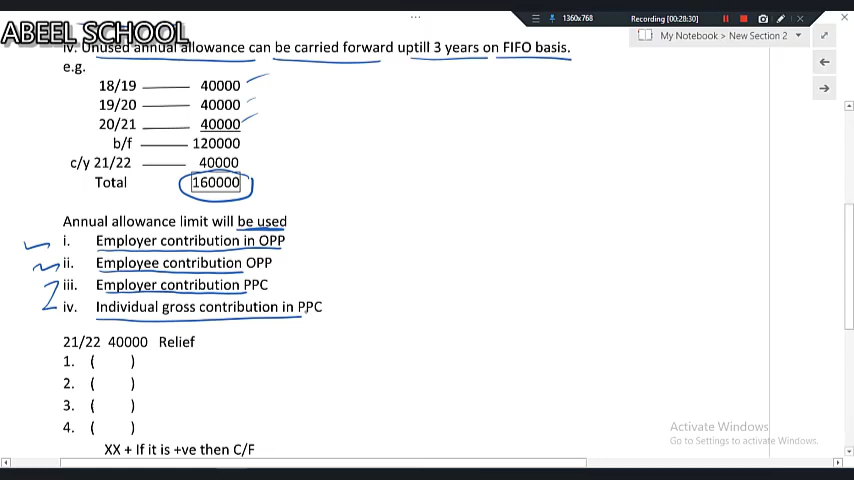 1360x768
Recording [00:28:30]
ABEEL SCHOOL
My Notebook > New Section 2
iv. Unused annual allowance can be carried forward uptill 3 years on FIFO basis.
e.g.
18/19 40000
19/20 40000
20/21 40000
b/f 120000
c/y 21/22 40000
Total 160000
Annual allowance limit will be used
i. Employer contribution in OPP
ii. Employee contribution OPP
iii. Employer contribution PPC
iv. Individual gross contribution in PPC
21/22 40000 Relief
1. ( )
2. ( )
3. ( )
4. ( )
XX + If it is +ve then C/F
Activate Windows
Go to Settings to activate Windows.